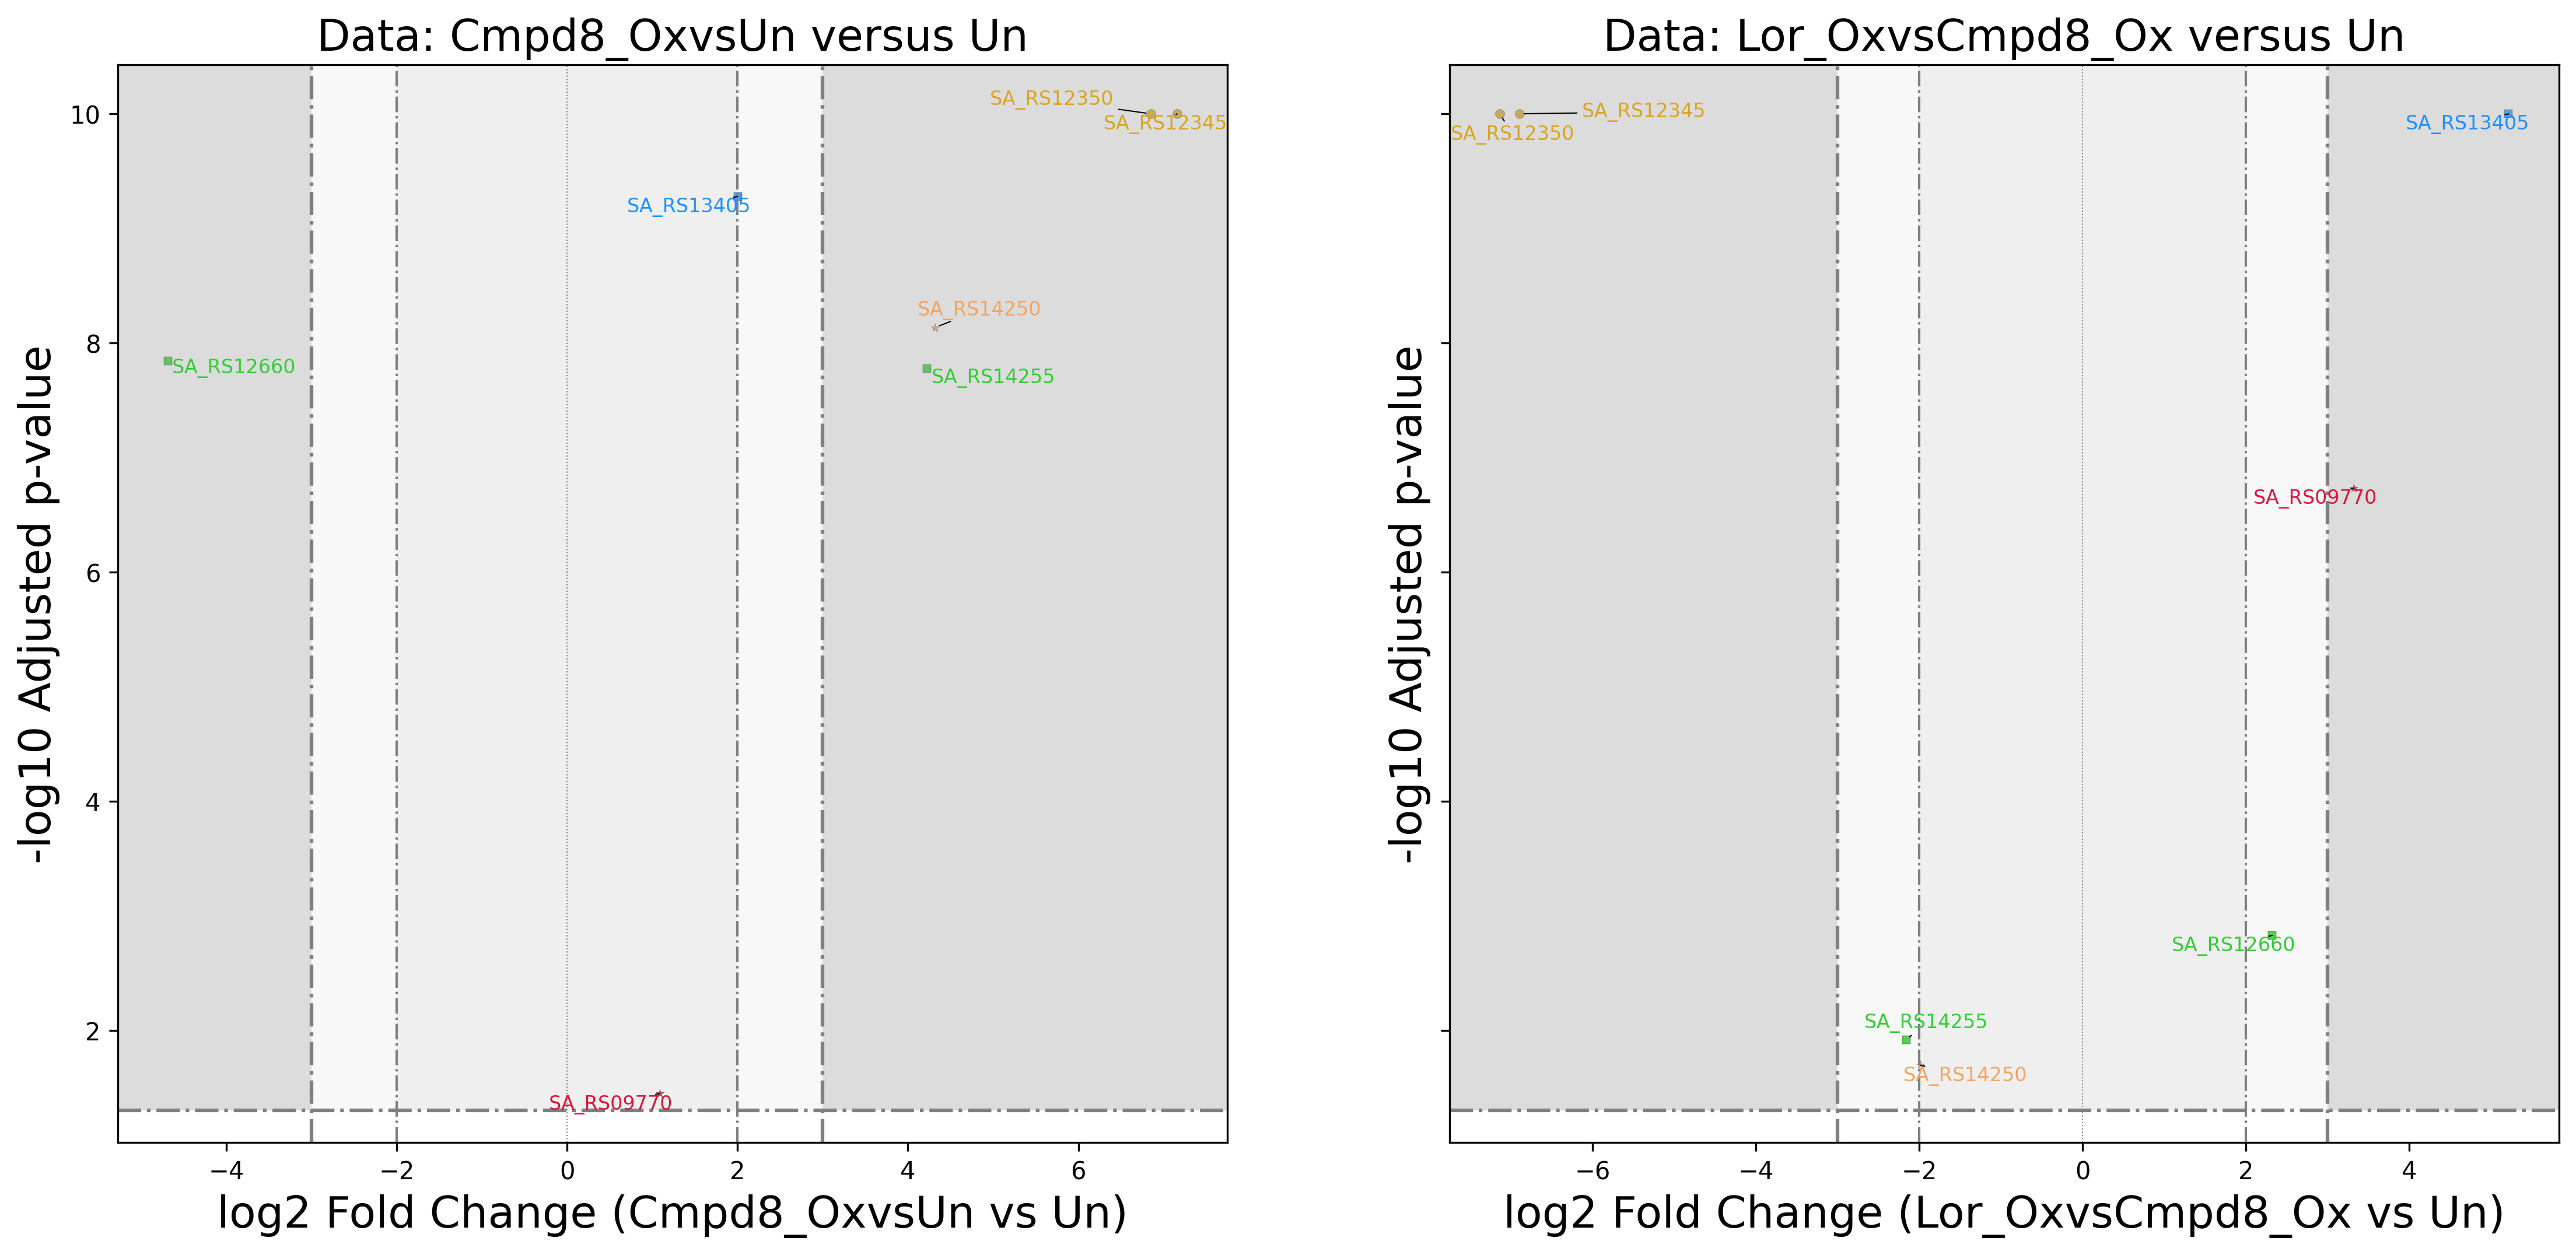 Data: Cmpd8_OxvsUn versus Un
-log10 Adjusted p-value
10
8
6
4
2
SA_RS12350
SA_RS12345
SA_RS13405
SA_RS14250
SA_RS12660
SA_RS14255
SA_RS09770
−4
−2
0
2
4
6
log2 Fold Change (Cmpd8_OxvsUn vs Un)
Data: Lor_OxvsCmpd8_Ox versus Un
-log10 Adjusted p-value
SA_RS12345
SA_RS12350
SA_RS13405
SA_RS09770
SA_RS12660
SA_RS14255
SA_RS14250
−6
−4
−2
0
2
4
log2 Fold Change (Lor_OxvsCmpd8_Ox vs Un)